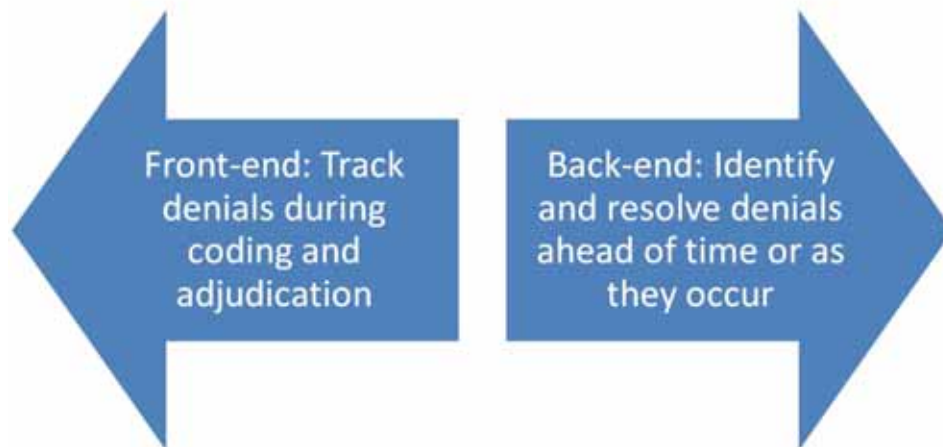 Front-end: Track
denials during
coding and
adjudication
Back-end: Identify
and resolve denials
ahead of time or as
they occur